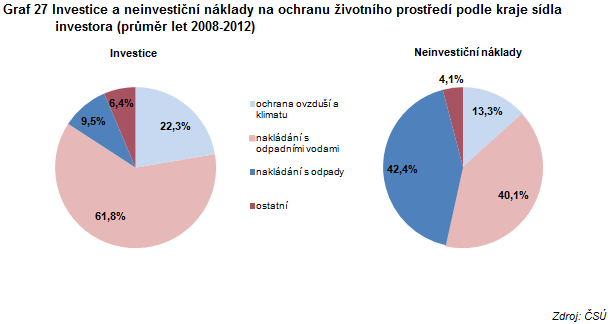 Graf 27 Investice a neinvestiční náklady na ochranu životního prostředí podle kraje sídla
investora (průměr let 2008-2012)
Investice
6,4%
22,3%
9,5%
61,8%
ochrana ovzduší a
klimatu
nakládání s
odpadními vodami
nakládání s odpady
ostatní
Neinvestiční náklady
4,1%
13,3%
42,4%
40,1%
Zdroj: ČSÚ